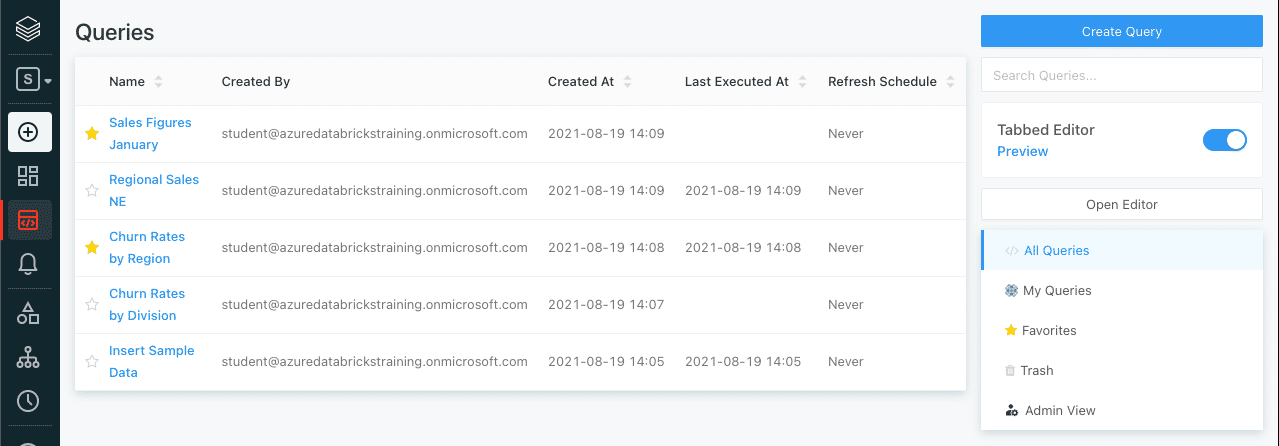 Queries
Create Query
S
Search Queries...
Name Created By Created At Last Executed At Refresh Schedule
Sales Figures
January
student@azuredatabrickstraining.onmicrosoft.com 2021-08-19 14:09 Never
Regional Sales
NE
student@azuredatabrickstraining.onmicrosoft.com 2021-08-19 14:09 2021-08-19 14:09 Never
Churn Rates
by Region
student@azuredatabrickstraining.onmicrosoft.com 2021-08-19 14:08 2021-08-19 14:08 Never
Churn Rates
by Division
student@azuredatabrickstraining.onmicrosoft.com 2021-08-19 14:07 Never
Insert Sample
Data
student@azuredatabrickstraining.onmicrosoft.com 2021-08-19 14:05 2021-08-19 14:05 Never
Tabbed Editor
Preview
Open Editor
All Queries
My Queries
Favorites
Trash
Admin View